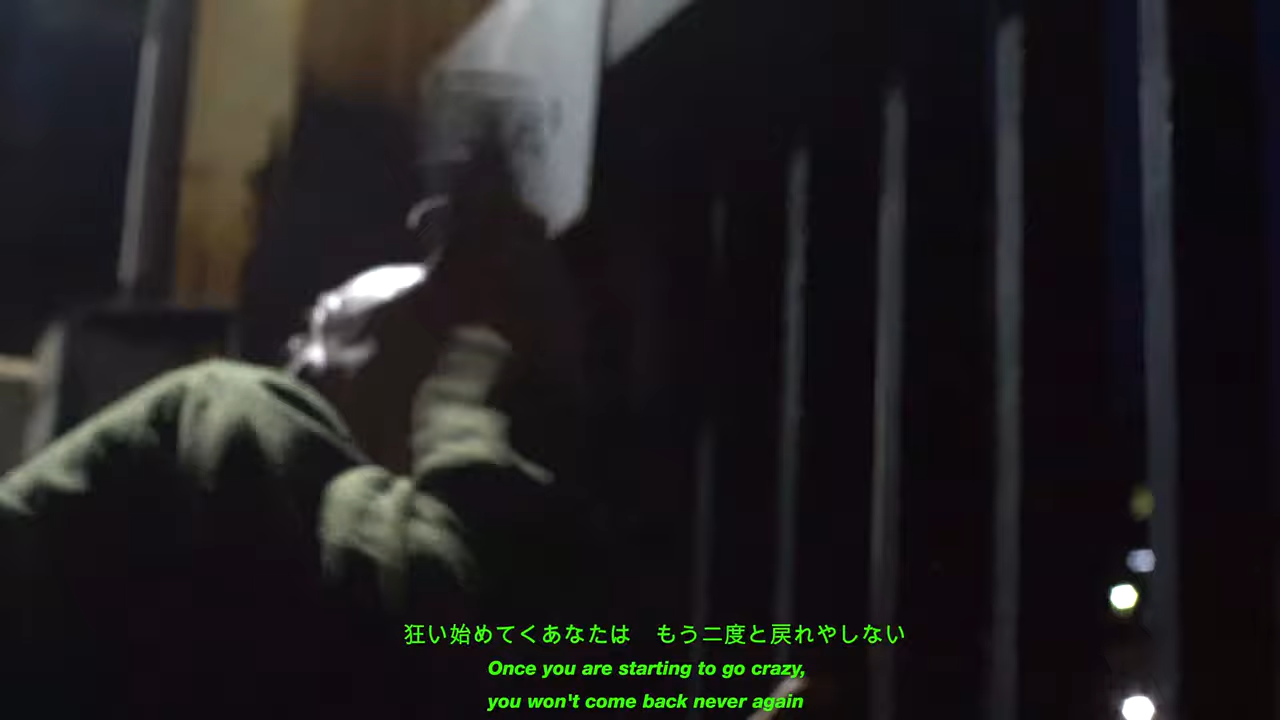 狂い始めてくあなたは　もう二度と戻れやしない
Once you are starting to go crazy,
you won't come back never again